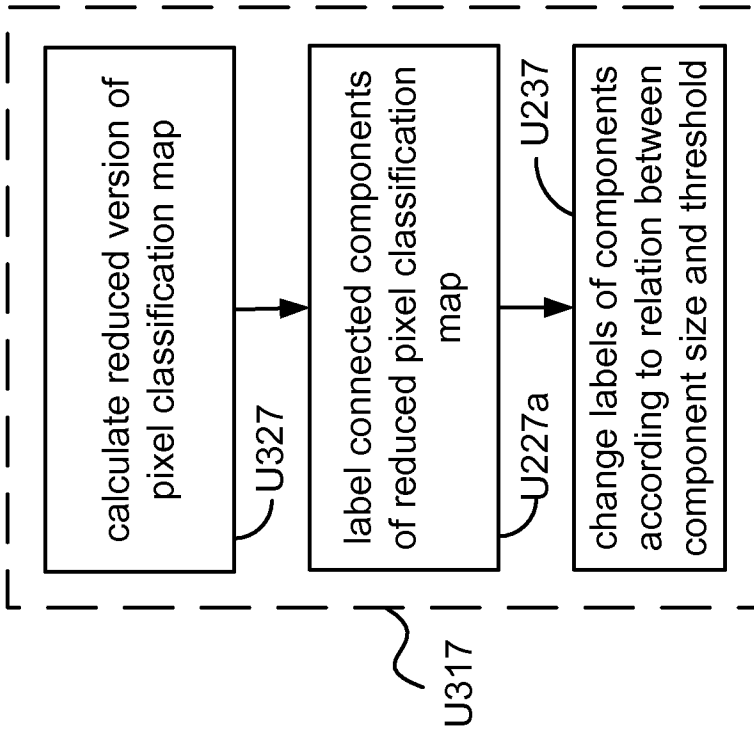 calculate reduced version of
pixel classification map
U327
label connected components
of reduced pixel classification
map
U227a
change labels of components
according to relation between
component size and threshold
U237
U317